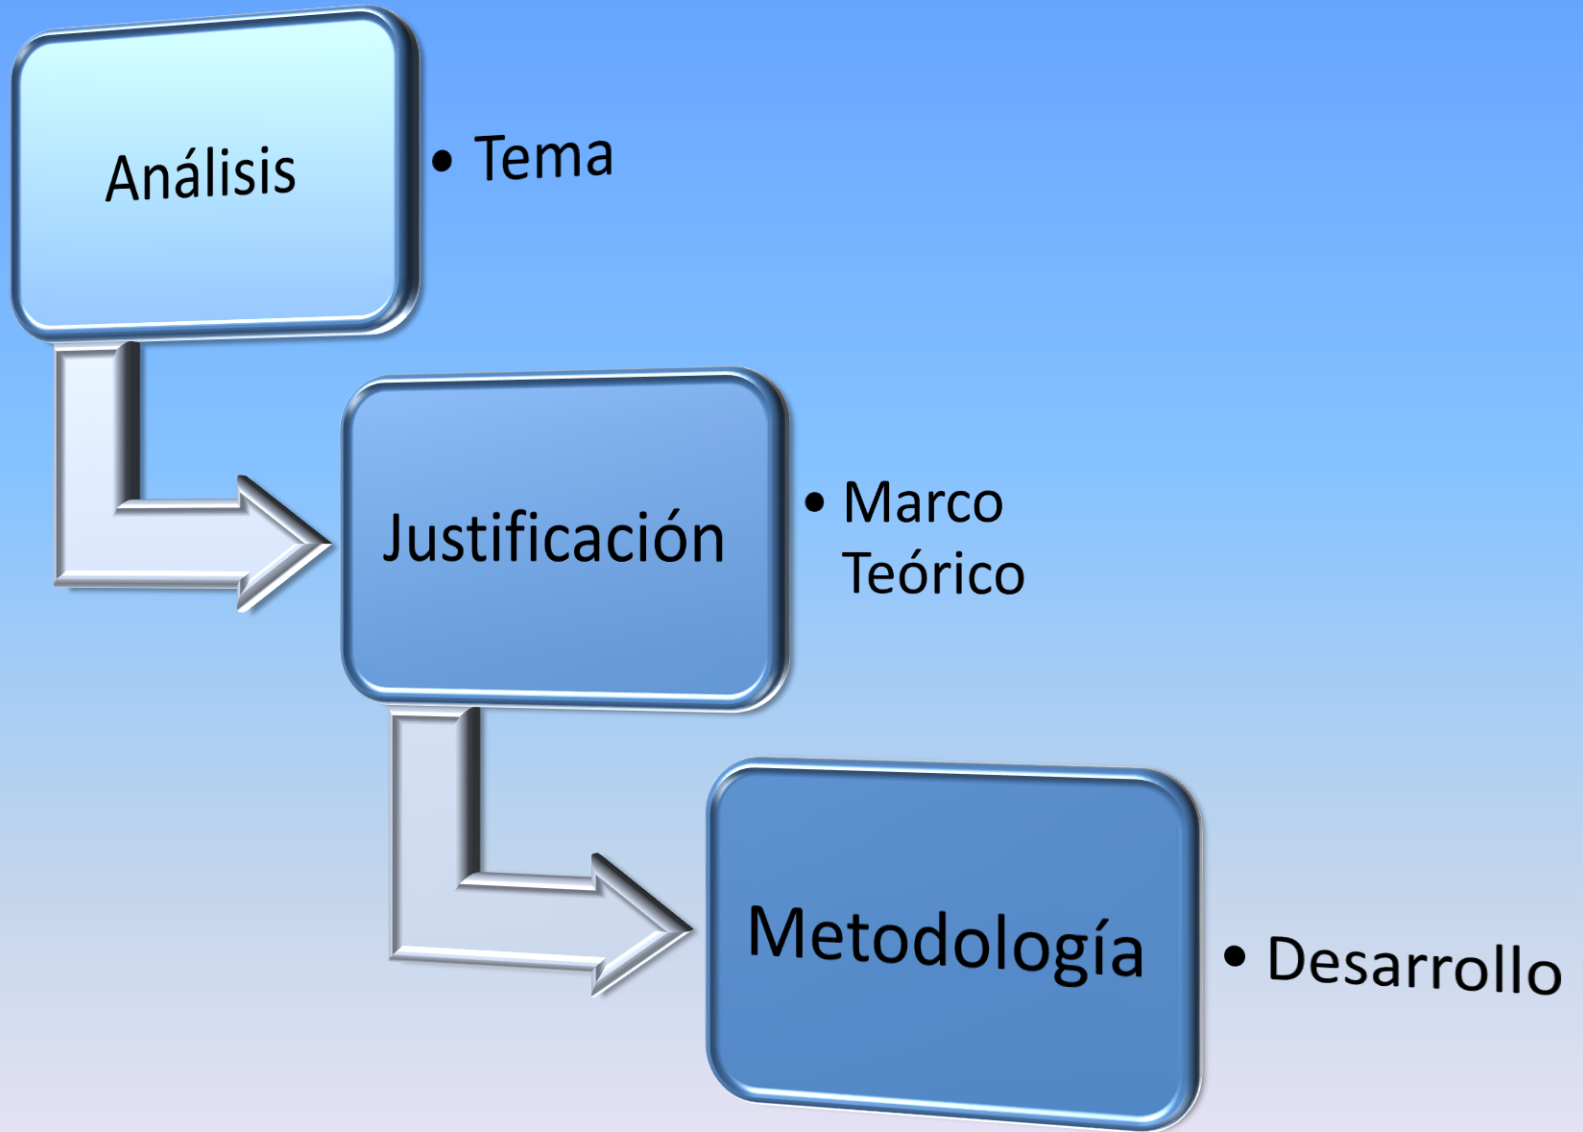 Análisis
• Tema
Justificación
• Marco
Teórico
Metodología
• Desarrollo